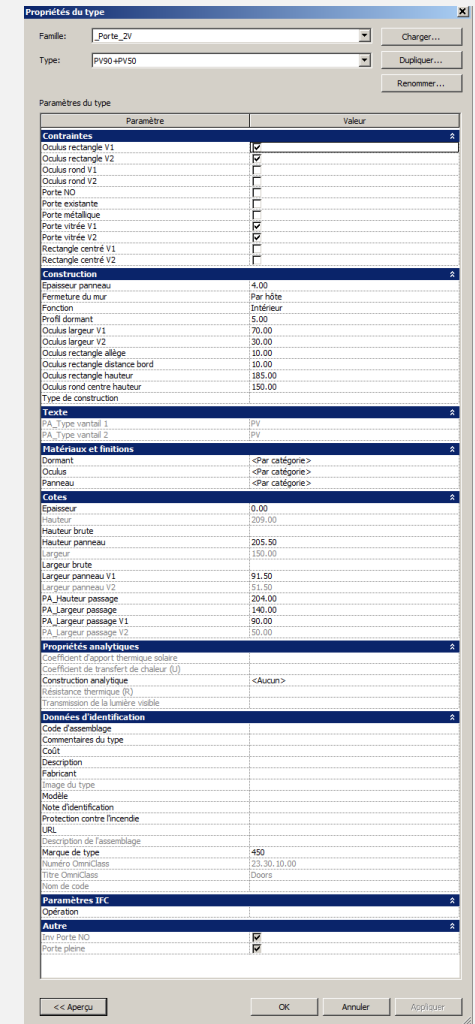 Propriétés du type
Famille: _Porte_2V Charger...
Type: PV90+PV50 Dupliquer...
Renommer...
Paramètres du type
Paramètre Valeur
Contraintes
Oculus rectangle V1
Oculus rectangle V2
Oculus rond V1
Oculus rond V2
Porte NO
Porte existante
Porte métallique
Porte vitrée V1
Porte vitrée V2
Rectangle centré V1
Rectangle centré V2
Construction
Epaisseur panneau 4.00
Fermeture du mur Par hôte
Fonction Intérieur
Profil dormant 5.00
Oculus largeur V1 70.00
Oculus largeur V2 30.00
Oculus rectangle allège 10.00
Oculus rectangle distance bord 10.00
Oculus rectangle hauteur 185.00
Oculus rond centre hauteur 150.00
Type de construction
Texte
PA_Type vantail 1 PV
PA_Type vantail 2 PV
Matériaux et finitions
Dormant <Par catégorie>
Oculus <Par catégorie>
Panneau <Par catégorie>
Cotes
Epaisseur 0.00
Hauteur 209.00
Hauteur brute
Hauteur panneau 205.50
Largeur 150.00
Largeur brute
Largeur panneau V1 91.50
Largeur panneau V2 51.50
PA_Hauteur passage 204.00
PA_Largeur passage 140.00
PA_Largeur passage V1 90.00
PA_Largeur passage V2 50.00
Propriétés analytiques
Coefficient d'apport thermique solaire
Coefficient de transfert de chaleur (U)
Construction analytique <Aucun>
Résistance thermique (R)
Transmission de la lumière visible
Données d'identification
Code d'assemblage
Commentaires du type
Coût
Description
Fabricant
Image du type
Modèle
Note d'identification
Protection contre l'incendie
URL
Description de l'assemblage
Marque de type 450
Numéro OmniClass 23.30.10.00
Titre OmniClass Doors
Nom de code
Paramètres IFC
Opération
Autre
Inv Porte NO
Porte pleine
<< Aperçu OK Annuler Appliquer